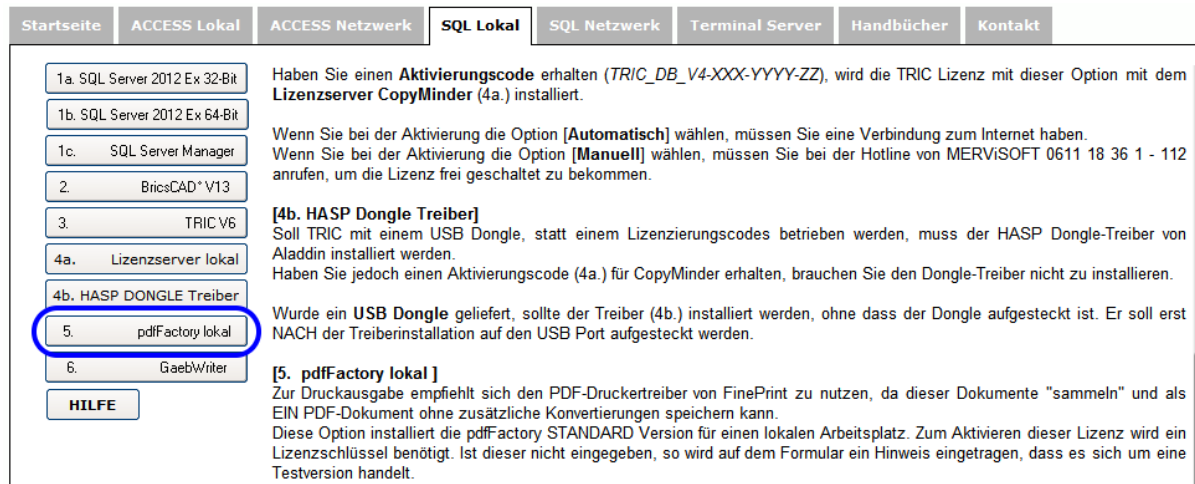 Startseite ACCESS Lokal ACCESS Netzwerk SQL Lokal SQL Netzwerk Terminal Server Handbücher Kontakt
1a. SQL Server 2012 Ex 32-Bit
1b. SQL Server 2012 Ex 64-Bit
1c. SQL Server Manager
2. BricsCAD® V13
3. TRIC V6
4a. Lizenzserver lokal
4b. HASP DONGLE Treiber
5. pdfFactory lokal
6. GaebWriter
HILFE
Haben Sie einen Aktivierungscode erhalten (TRIC_DB_V4-XXX-YYYY-ZZ), wird die TRIC Lizenz mit dieser Option mit dem
Lizenzserver CopyMinder (4a.) installiert.
Wenn Sie bei der Aktivierung die Option [Automatisch] wählen, müssen Sie eine Verbindung zum Internet haben.
Wenn Sie bei der Aktivierung die Option [Manuell] wählen, müssen Sie bei der Hotline von MERViSOFT 0611 18 36 1 - 112
anrufen, um die Lizenz frei geschaltet zu bekommen.
[4b. HASP Dongle Treiber]
Soll TRIC mit einem USB Dongle, statt einem Lizenzierungscodes betrieben werden, muss der HASP Dongle-Treiber von
Aladdin installiert werden.
Haben Sie jedoch einen Aktivierungscode (4a.) für CopyMinder erhalten, brauchen Sie den Dongle-Treiber nicht zu installieren.
Wurde ein USB Dongle geliefert, sollte der Treiber (4b.) installiert werden, ohne dass der Dongle aufgesteckt ist. Er soll erst
NACH der Treiberinstallation auf den USB Port aufgesteckt werden.
[5. pdfFactory lokal ]
Zur Druckausgabe empfiehlt sich den PDF-Druckertreiber von FinePrint zu nutzen, da dieser Dokumente "sammeln" und als
EIN PDF-Dokument ohne zusätzliche Konvertierungen speichern kann.
Diese Option installiert die pdfFactory STANDARD Version für einen lokalen Arbeitsplatz. Zum Aktivieren dieser Lizenz wird ein
Lizenzschlüssel benötigt. Ist dieser nicht eingegeben, so wird auf dem Formular ein Hinweis eingetragen, dass es sich um eine
Testversion handelt.